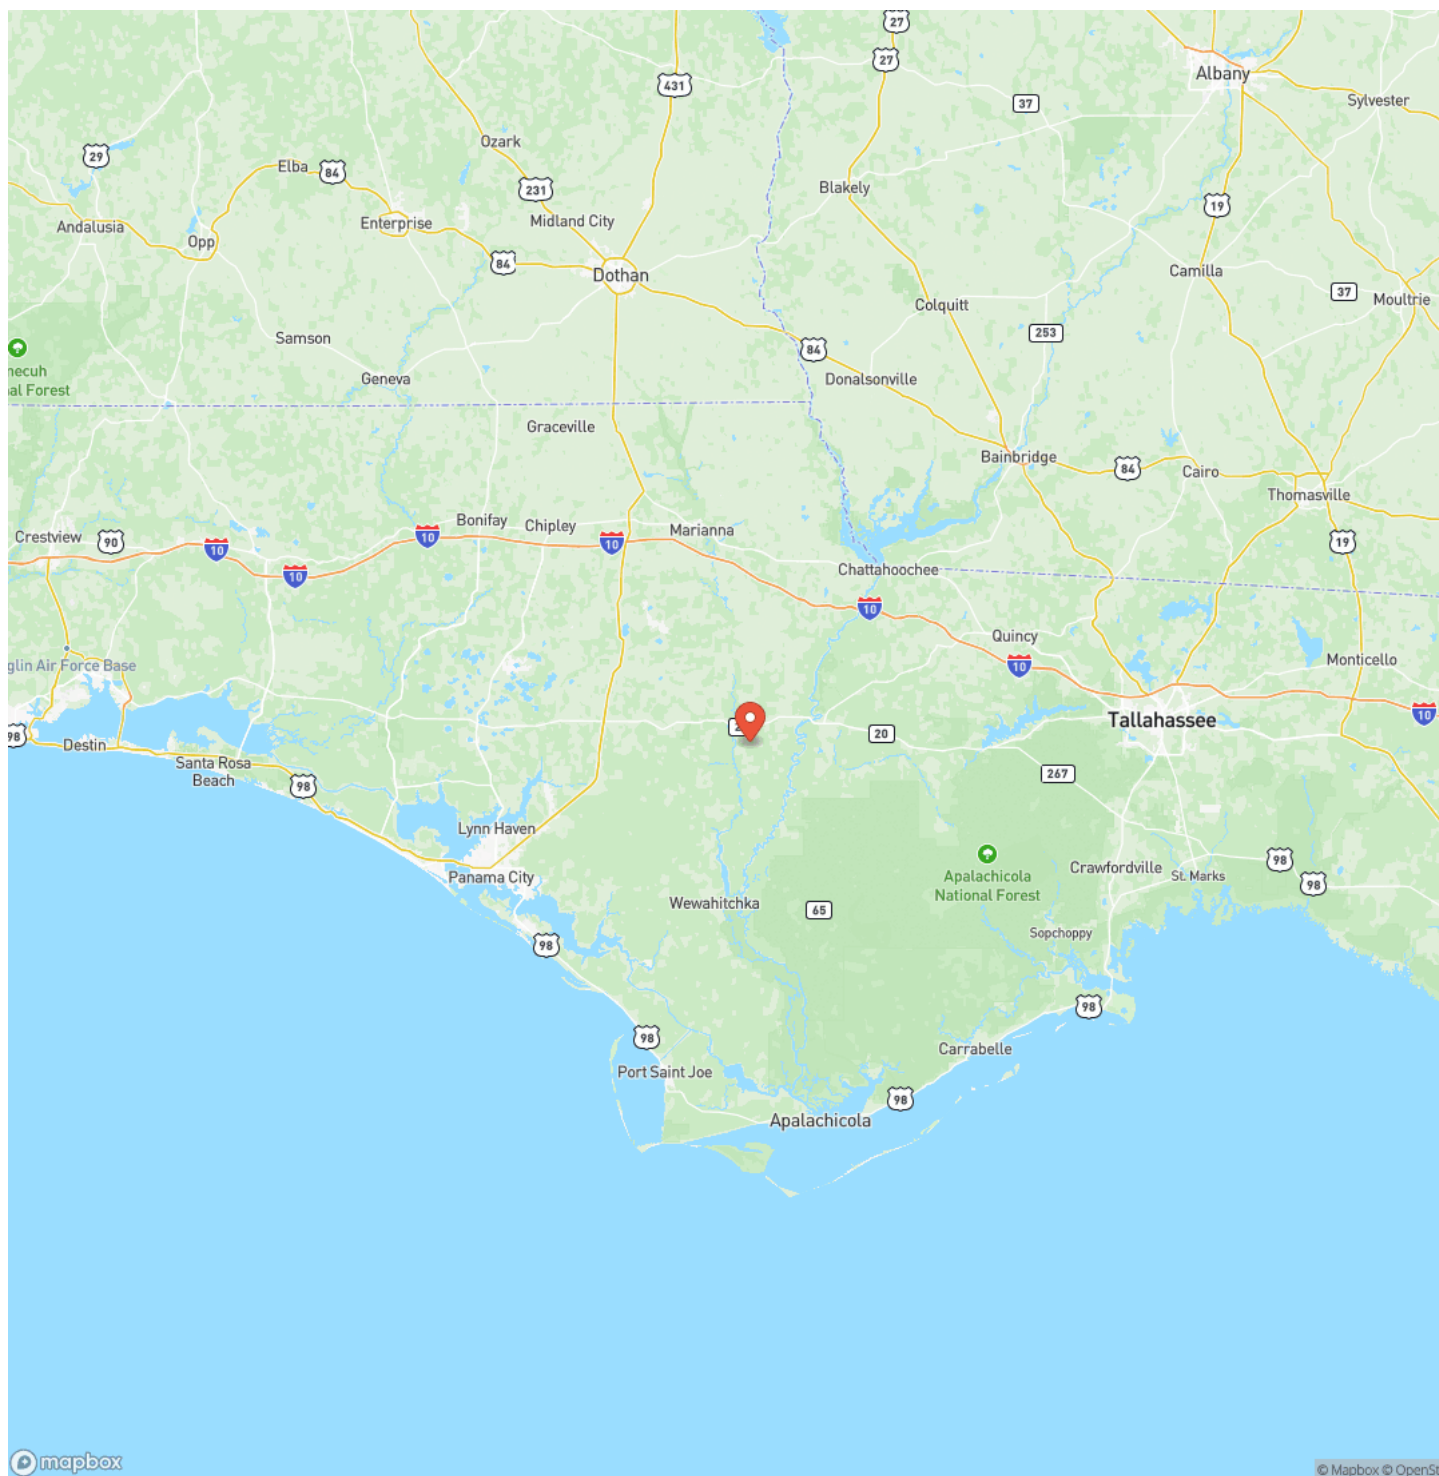 27
27
Albany
431
37
Sylvester
Ozark
29
Elba
84
Blakely
231
19
Midland City
Enterprise
Andalusia
Opp
84
Dothan
Camilla
37
Moultrie
Colquitt
253
Samson
84
necuh
al Forest
Geneva
Donalsonville
Graceville
Bainbridge
84
Cairo
Thomasville
Bonifay
Chipley
Marianna
Crestview
90
10
10
10
10
19
Chattahoochee
10
Quincy
10
glin Air Force Base
Monticello
10
98
Destin
Tallahassee
20
Santa Rosa
Beach
98
267
Lynn Haven
Panama City
98
Apalachicola
National Forest
Crawfordville
St. Marks
98
Wewahitchka
65
Sopchoppy
98
98
98
Carrabelle
Port Saint Joe
98
Apalachicola
mapbox
© Mapbox © OpenSt